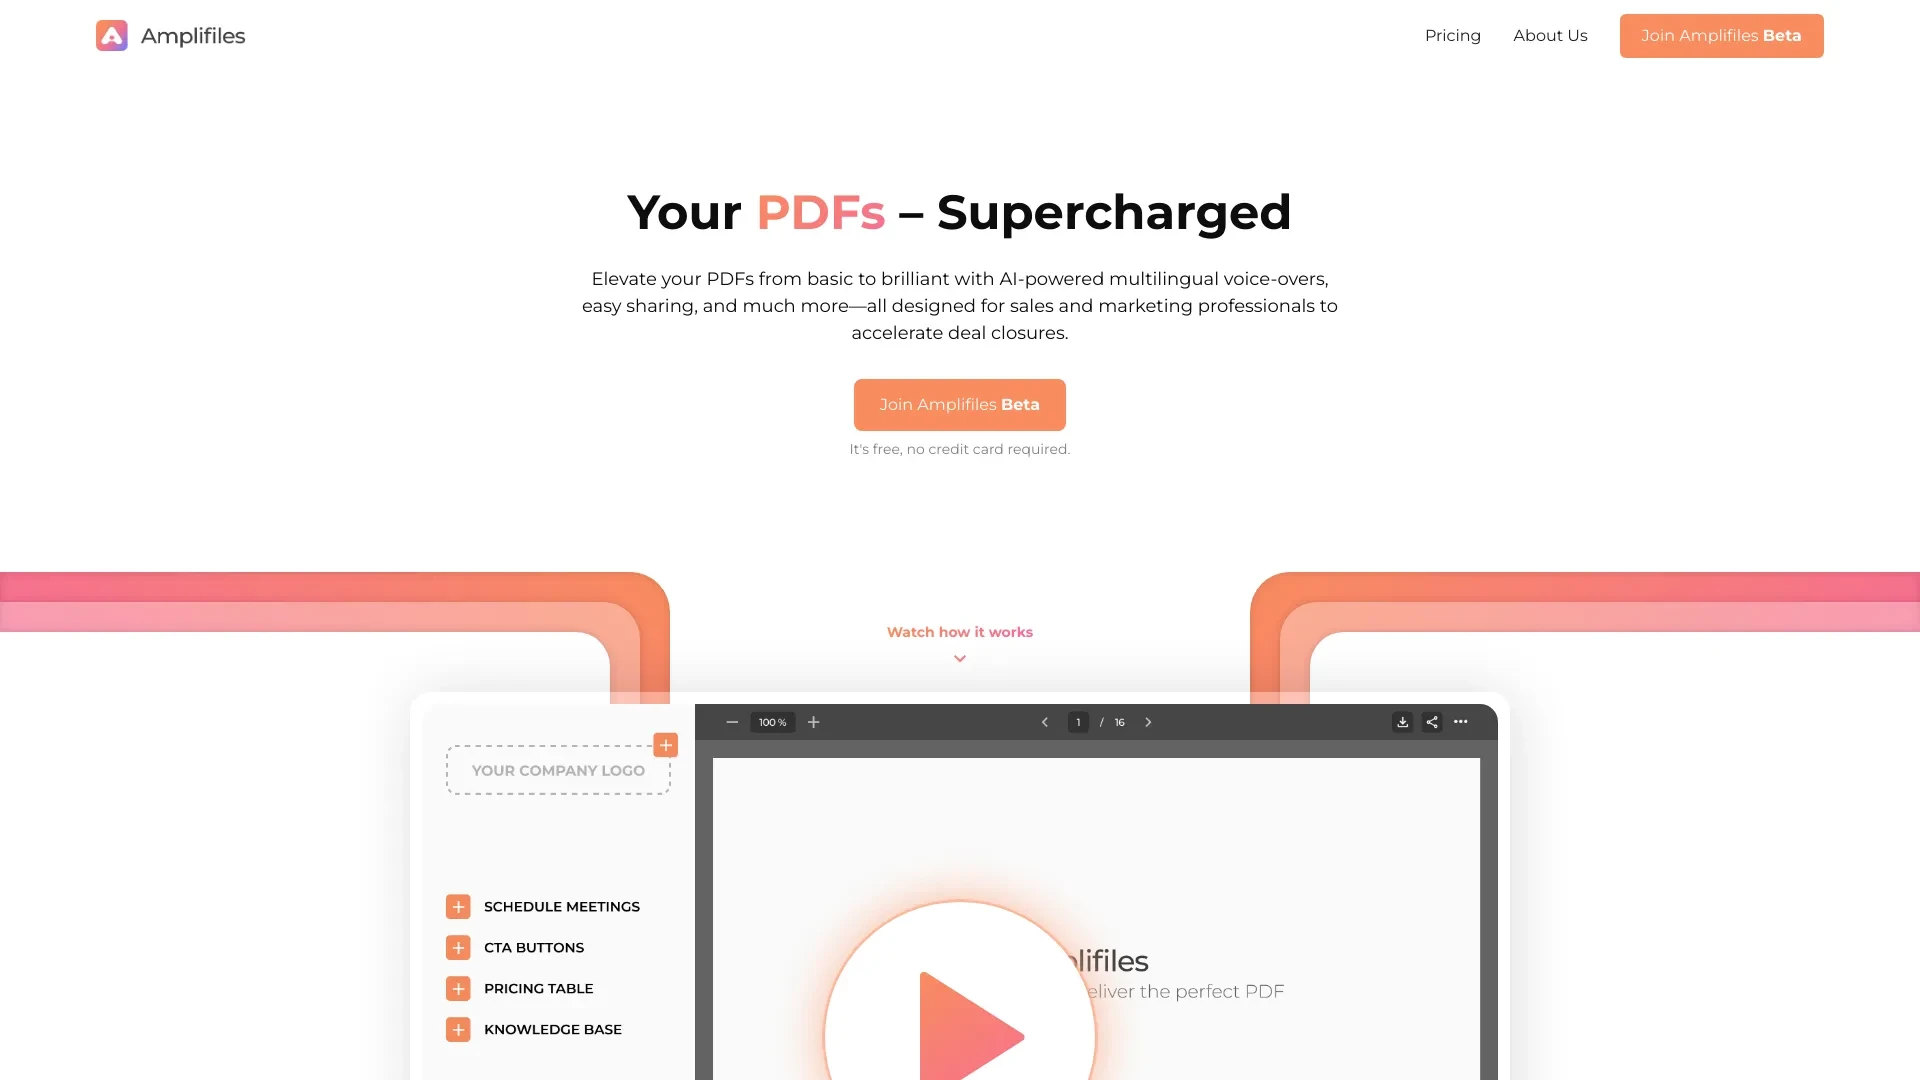 Amplifiles
Pricing
About Us
Join Amplifiles Beta
Your PDFs – Supercharged
Elevate your PDFs from basic to brilliant with AI-powered multilingual voice-overs,
easy sharing, and much more—all designed for sales and marketing professionals to
accelerate deal closures.
Join Amplifiles Beta
It's free, no credit card required.
Watch how it works
100 %
1 / 16
YOUR COMPANY LOGO
SCHEDULE MEETINGS
CTA BUTTONS
PRICING TABLE
KNOWLEDGE BASE
plifiles
eliver the perfect PDF